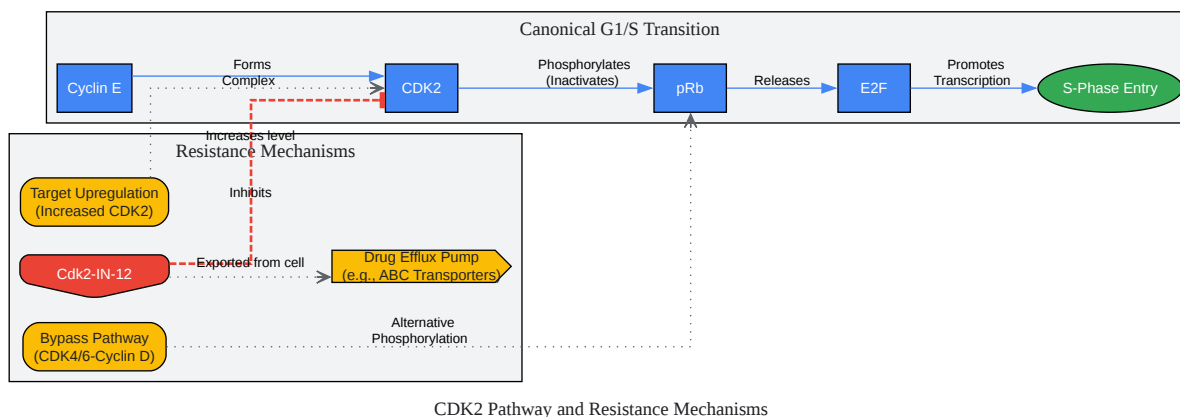 Canonical G1/S Transition
Cyclin E
Forms
Complex
CDK2
Phosphorylates
(Inactivates)
pRb
Releases
E2F
Promotes
Transcription
S-Phase Entry
Increases level
Resistance Mechanisms
Target Upregulation
(Increased CDK2)
Inhibits
Cdk2-IN-12
Exported from cell
Drug Efflux Pump
(e.g., ABC Transporters)
Bypass Pathway
(CDK4/6-Cyclin D)
Alternative
Phosphorylation
CDK2 Pathway and Resistance Mechanisms